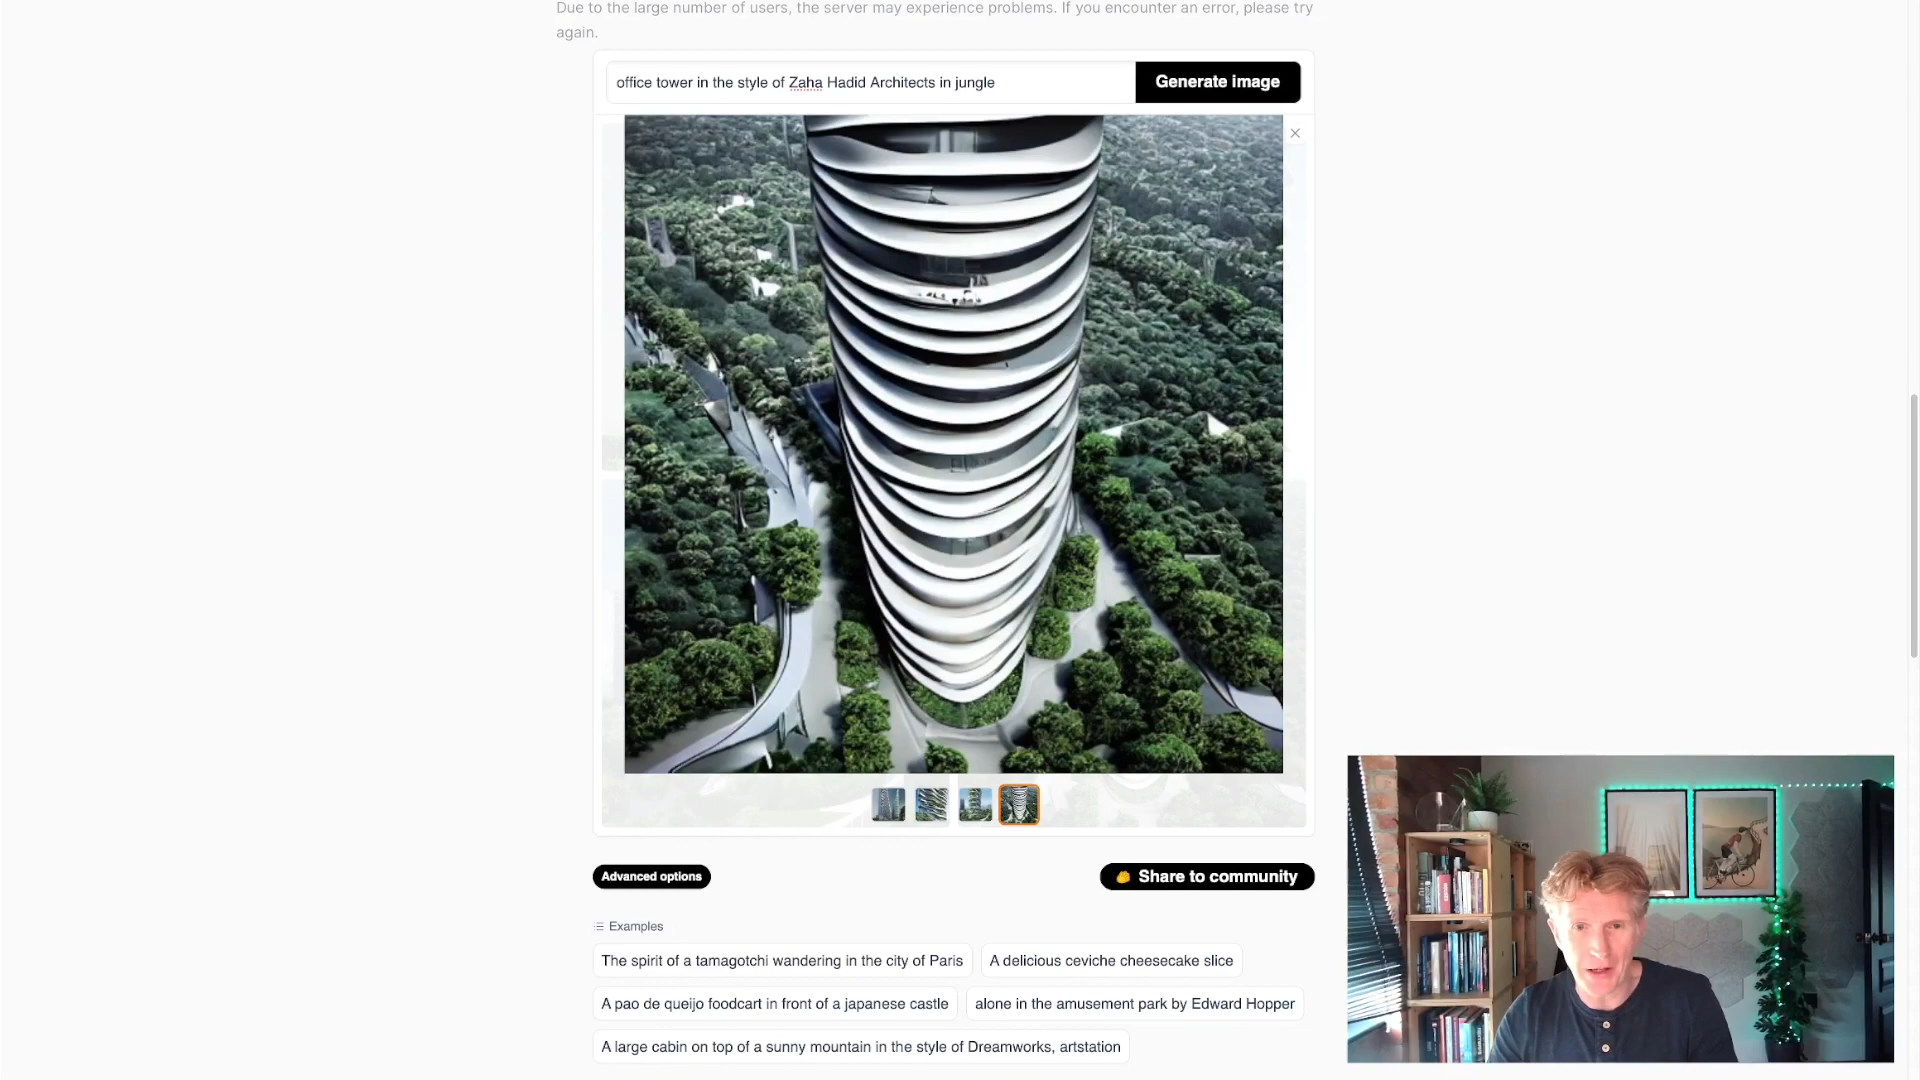 Due to the large number of users, the server may experience problems. If you encounter an error, please try
again.
office tower in the style of Zaha Hadid Architects in jungle
Generate image
Advanced options
Share to community
Examples
The spirit of a tamagotchi wandering in the city of Paris
A delicious ceviche cheesecake slice
A pao de queijo foodcart in front of a japanese castle
alone in the amusement park by Edward Hopper
A large cabin on top of a sunny mountain in the style of Dreamworks, artstation